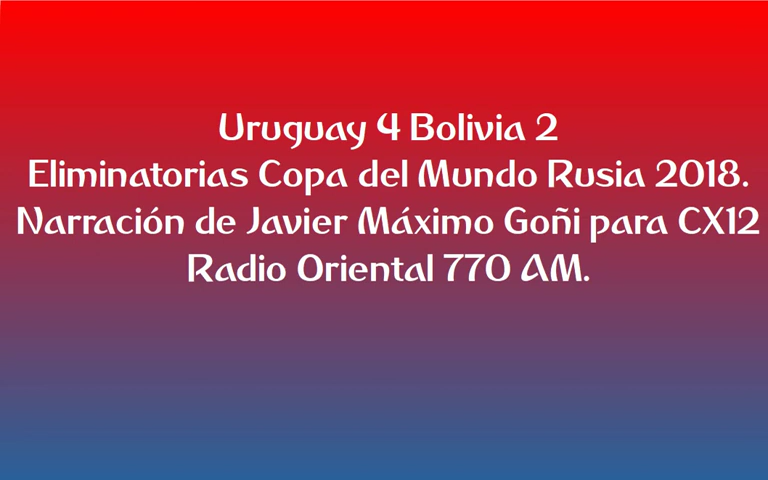 Uruguay 4 Bolivia 2
Eliminatorias Copa del Mundo Rusia 2018.
Narración de Javier Máximo Goñi para CX12
Radio Oriental 770 AM.